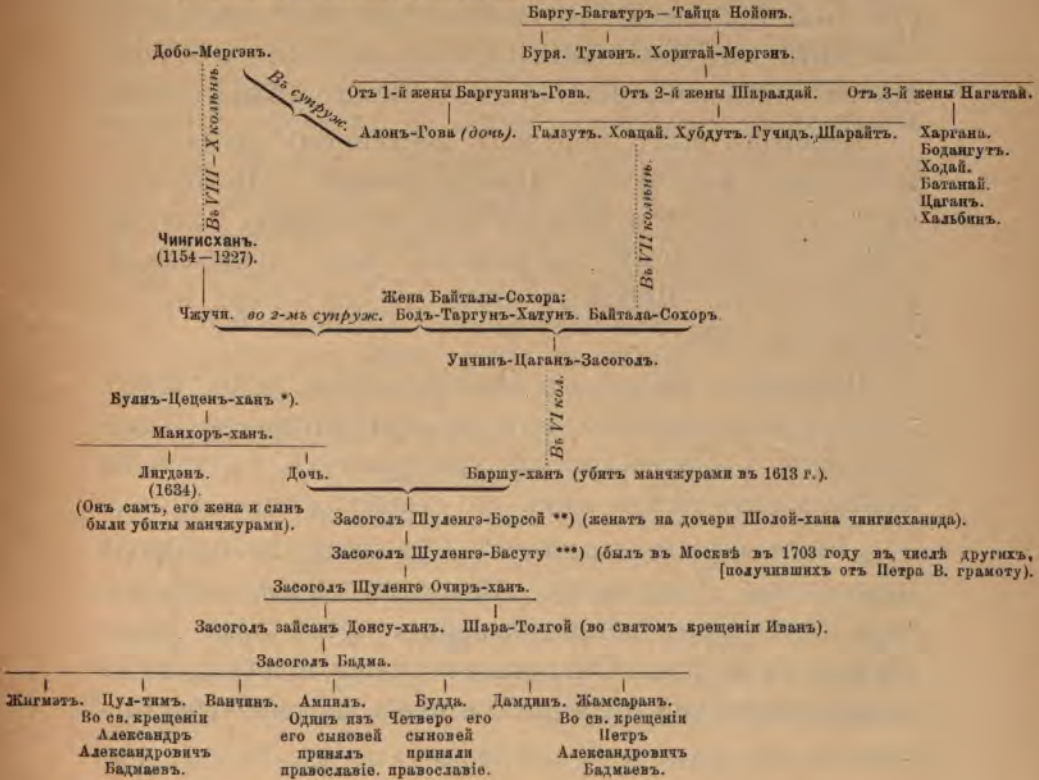 Баргу-Багатуръ—Тайца Нойонъ.
Добо-Мергэнъ.
Буря. Тумэнъ. Хоритай-Мергэнъ.
Въ супруж.
Отъ 1-й жены Баргузинъ-Гова. Отъ 2-й жены Шаралдай. Отъ 3-й жены Нагатай.
Алонъ-Гова (дочь). Галзутъ. Хоацай. Хубдутъ. Гучидъ. Шарайтъ.
Харгана.
Бодангутъ.
Ходай.
Батанай.
Цаганъ.
Хальбинъ.
Въ VIII—X колѣнѣ.
Въ VII колѣнѣ.
Чингисханъ.
(1154—1227).
Жена Байталы-Сохора:
Чжучи. во 2-мъ супруж. Бодъ-Таргунъ-Хатунъ. Байтала-Сохоръ.
Унчинъ-Цаганъ-Засоголъ.
Въ VI кол.
Буянъ-Цеценъ-ханъ *).
Манхоръ-ханъ.
Лигдэнъ. Дочь. Баршу-ханъ (убитъ манчжурами въ 1613 г.).
(1634).
(Онъ самъ, его жена и сынъ
были убиты манчжурами).
Засоголъ Шуленгэ-Борсой **) (женатъ на дочери Шолой-хана чингисханида).
Засоголъ Шуленгэ-Басуту ***) (былъ въ Москвѣ въ 1703 году въ числѣ другихъ,
[получившихъ отъ Петра В. грамоту).
Засоголъ Шуленгэ Очиръ-ханъ.
Засоголъ зайсанъ Донсу-ханъ. Шара-Толгой (во святомъ крещеніи Иванъ).
Засоголъ Бадма.
Жигмэтъ. Цул-тимъ. Ванчинъ. Ампилъ. Будда. Дамдинъ. Жамсаранъ.
Во св. крещеніи Одинъ изъ Четверо его Во св. крещеніи
Александръ его сыновей сыновей Петръ
Александровичъ принялъ приняли Александровичъ
Бадмаевъ. православіе. православіе. Бадмаевъ.